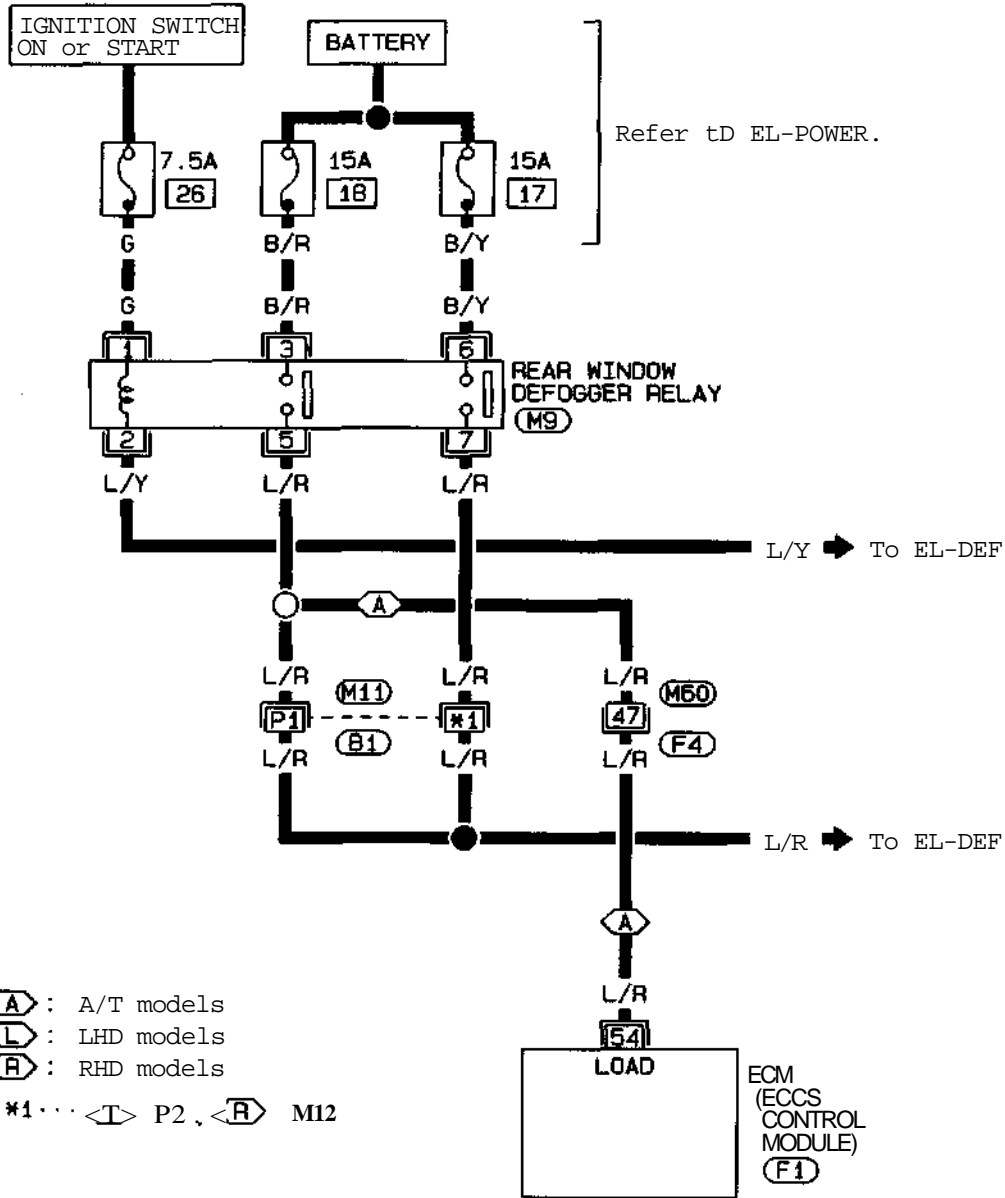 IGNITION SWITCH
ON or START
BATTERY
Refer tD EL-POWER.
7.5A
26
15A
18
15A
17
G
B/R
B/Y
G
B/R
B/Y
1
3
6
REAR WINDOW
DEFOGGER RELAY
M9
2
5
7
L/Y
L/R
L/R
L/Y
To EL-DEF
A
L/R
L/R
L/R
M11
M60
P1
*1
47
B1
F4
L/R
L/R
L/R
L/R
To EL-DEF
A
L/R
54
LOAD
ECM
(ECCS
CONTROL
MODULE)
F1
A : A/T models
L : LHD models
R : RHD models
*1 ··· <T> P2 , <R> M12